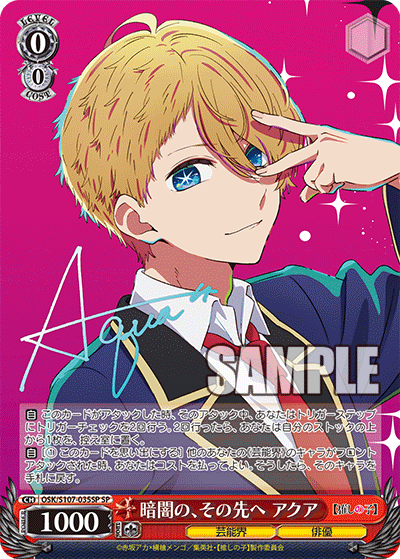 LEVEL
0
0
COST
Aqua
SAMPLE
自 このカードがアタックした時、そのアタック中、あなたはトリガーステップ
にトリガーチェックを2回行う。2回行ったら、あなたは自分のストックの上
から1枚を、控え室に置く。
自 [(1) このカードを思い出にする] 他のあなたの《芸能界》のキャラがフロント
アタックされた時、あなたはコストを払ってよい。そうしたら、そのキャラを
手札に戻す。
CH OSK/S107-035SP SP
1000
暗闇の、その先へ アクア
【推しの子】
芸能界
俳優
©赤坂アカ×横槍メンゴ/集英社・【推しの子】製作委員会